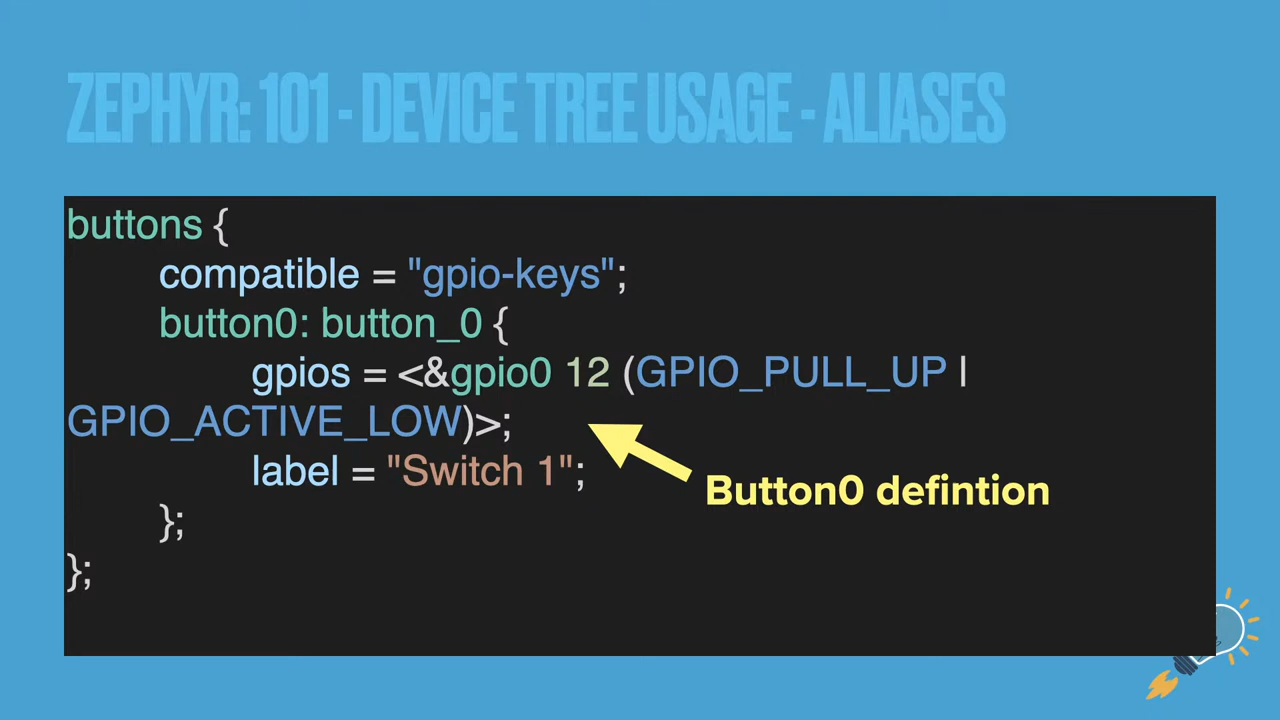 ZEPHYR: 101 - DEVICE TREE USAGE - ALIASES
buttons {
compatible = "gpio-keys";
button0: button_0 {
gpios = <&gpio0 12 (GPIO_PULL_UP |
GPIO_ACTIVE_LOW)>;
label = "Switch 1";
Button0 defintion
};
};